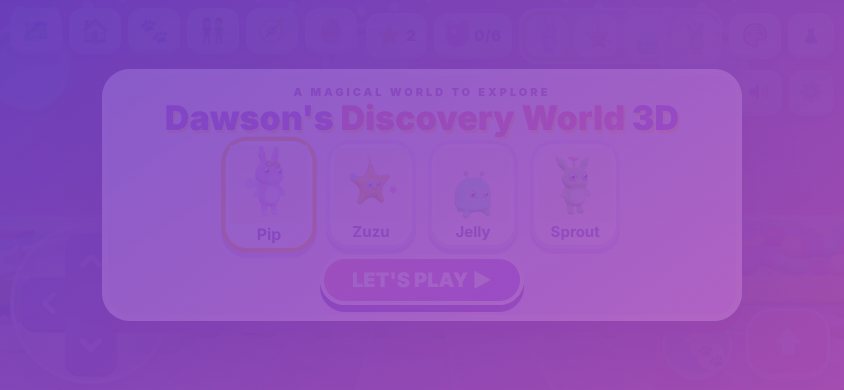 2 0/6
A MAGICAL WORLD TO EXPLORE
Dawson's Discovery World 3D
Pip Zuzu Jelly Sprout
LET'S PLAY ▶